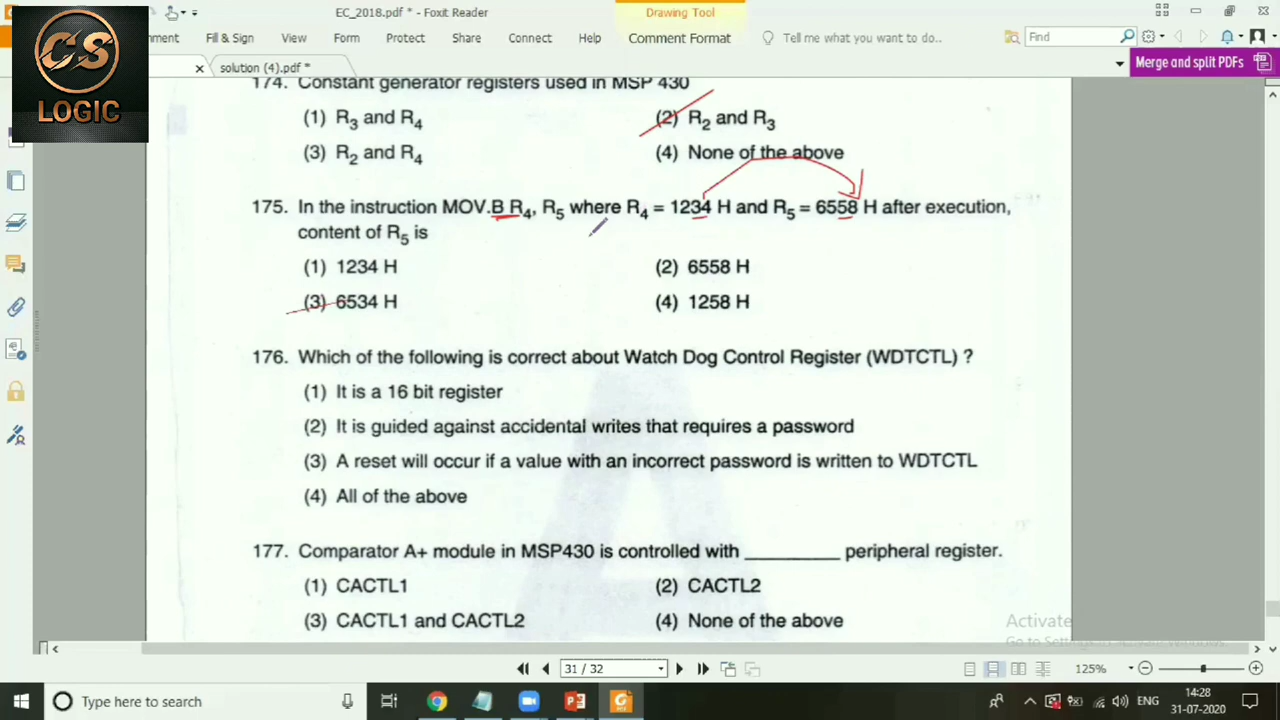 EC_2018.pdf * - Foxit Reader
Drawing Tool
CS
LOGIC
Fill & Sign View Form Protect Share Connect Help Comment Format Tell me what you want to do.. Find
solution (4).pdf *
Merge and split PDFs
174. Constant generator registers used in MSP 430
(1) R3 and R4 (2) R2 and R3
(3) R2 and R4 (4) None of the above
175. In the instruction MOV.B R4, R5 where R4 = 1234 H and R5 = 6558 H after execution,
content of R5 is
(1) 1234 H (2) 6558 H
(3) 6534 H (4) 1258 H
176. Which of the following is correct about Watch Dog Control Register (WDTCTL) ?
(1) It is a 16 bit register
(2) It is guided against accidental writes that requires a password
(3) A reset will occur if a value with an incorrect password is written to WDTCTL
(4) All of the above
177. Comparator A+ module in MSP430 is controlled with __________ peripheral register.
(1) CACTL1 (2) CACTL2
(3) CACTL1 and CACTL2 (4) None of the above
Activate
31 / 32 125%
Type here to search ENG 14:28
31-07-2020